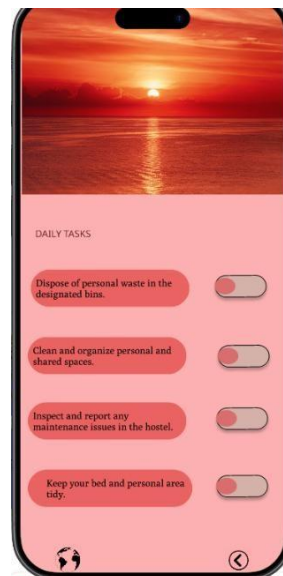 DAILY TASKS
Dispose of personal waste in the
designated bins.
Clean and organize personal and
shared spaces.
Inspect and report any
maintenance issues in the hostel.
Keep your bed and personal area
tidy.